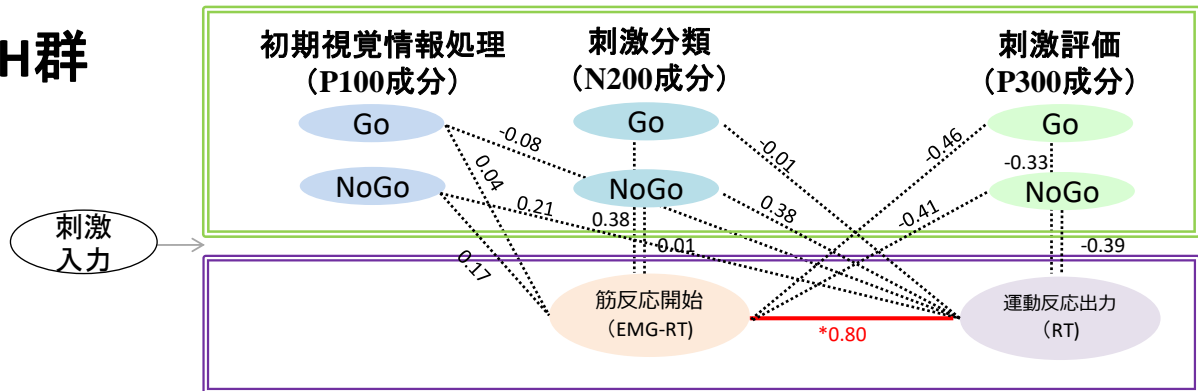 H群
初期視覚情報処理
（P100成分）
刺激分類
（N200成分）
刺激評価
（P300成分）
Go
Go
Go
NoGo
NoGo
NoGo
-0.08
0.04
0.21
0.17
0.38
0.01
-0.01
0.38
-0.46
-0.41
-0.33
-0.39
刺激
入力
筋反応開始
（EMG-RT)
*0.80
運動反応出力
（RT)